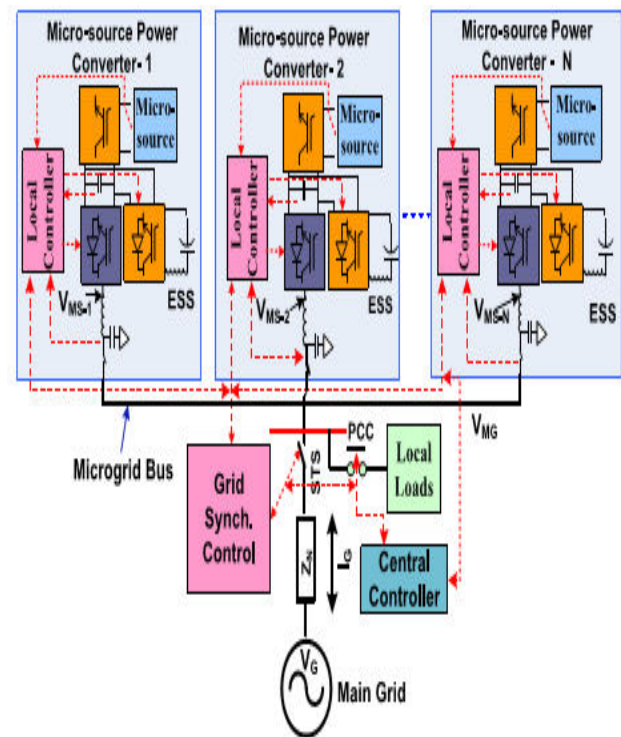 Micro-source Power
Converter- 1
Micro-
source
Local
Controller
V_MS-1
ESS
Micro-source Power
Converter-2
Micro-
source
Local
Controller
V_MS-2
ESS
Micro-source Power
Converter - N
Micro-
source
Local
Controller
V_MS-N
ESS
V_MG
Microgrid Bus
PCC
STS
Grid
Synch.
Control
Local
Loads
Z_N
I_G
Central
Controller
V_G
Main Grid